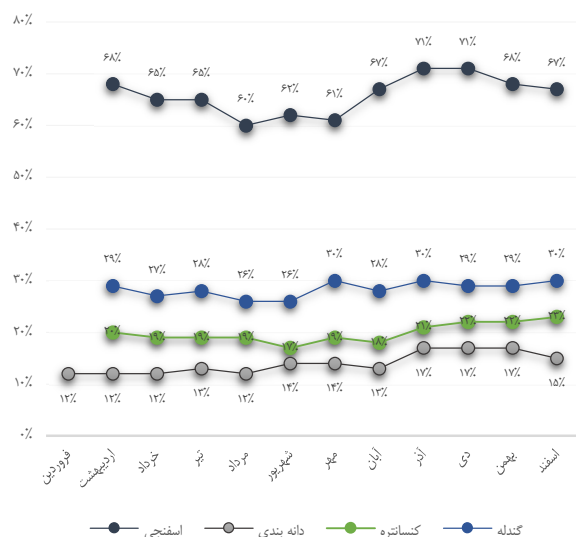 ۸۰٪
۷۰٪
۶۰٪
۵۰٪
۴۰٪
۳۰٪
۲۰٪
۱۰٪
۰٪
۶۸٪ ۶۵٪ ۶۵٪ ۶۰٪ ۶۲٪ ۶۱٪ ۶۷٪ ۷۱٪ ۷۱٪ ۶۸٪ ۶۷٪
۲۹٪ ۲۷٪ ۲۸٪ ۲۶٪ ۲۶٪ ۳۰٪ ۲۸٪ ۳۰٪ ۲۹٪ ۲۹٪ ۳۰٪
۲۰٪ ۱۹٪ ۱۹٪ ۱۹٪ ۱۷٪ ۱۹٪ ۱۸٪ ۲۱٪ ۲۲٪ ۲۲٪ ۲۳٪
۱۲٪ ۱۲٪ ۱۲٪ ۱۳٪ ۱۲٪ ۱۴٪ ۱۴٪ ۱۳٪ ۱۷٪ ۱۷٪ ۱۷٪ ۱۵٪
فروردین اردیبهشت خرداد تیر مرداد شهریور مهر آبان آذر دی بهمن اسفند
اسفنجی دانه بندی کنسانتره گندله